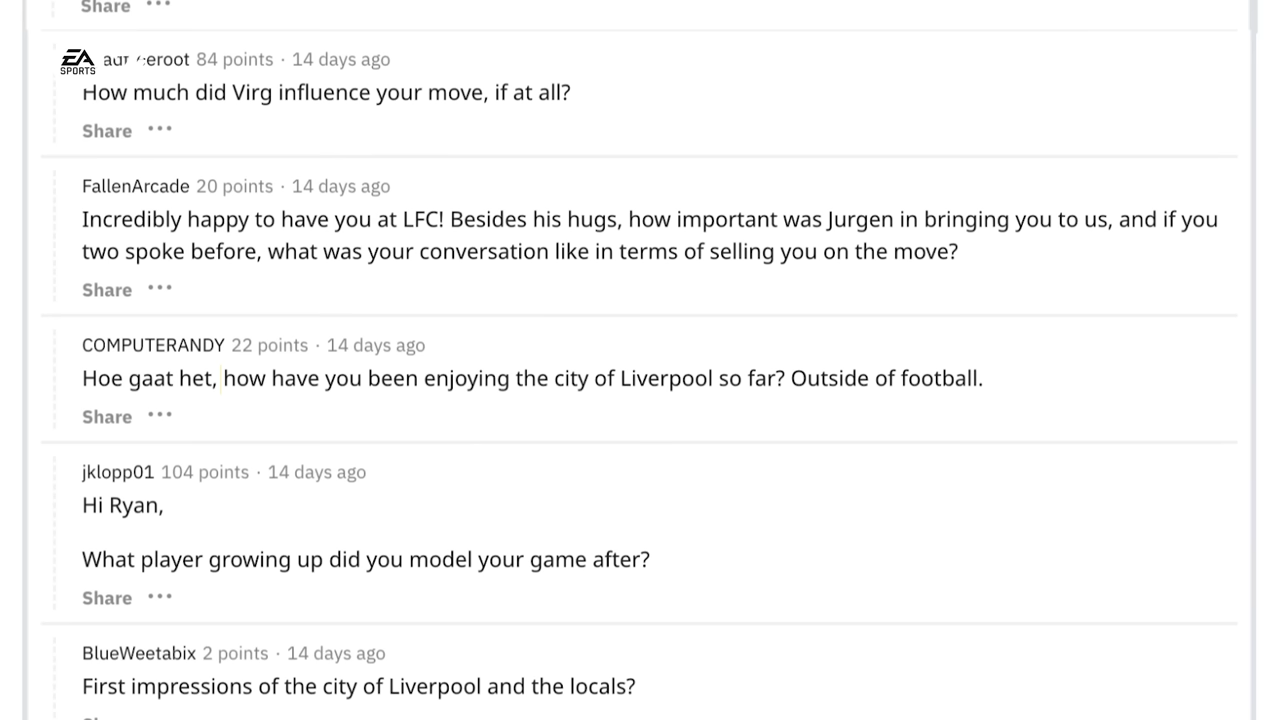 Share
EA
SPORTS
84 points · 14 days ago
How much did Virg influence your move, if at all?
Share
FallenArcade 20 points · 14 days ago
Incredibly happy to have you at LFC! Besides his hugs, how important was Jurgen in bringing you to us, and if you
two spoke before, what was your conversation like in terms of selling you on the move?
Share
COMPUTERANDY 22 points · 14 days ago
Hoe gaat het, how have you been enjoying the city of Liverpool so far? Outside of football.
Share
jklopp01 104 points · 14 days ago
Hi Ryan,
What player growing up did you model your game after?
Share
BlueWeetabix 2 points · 14 days ago
First impressions of the city of Liverpool and the locals?